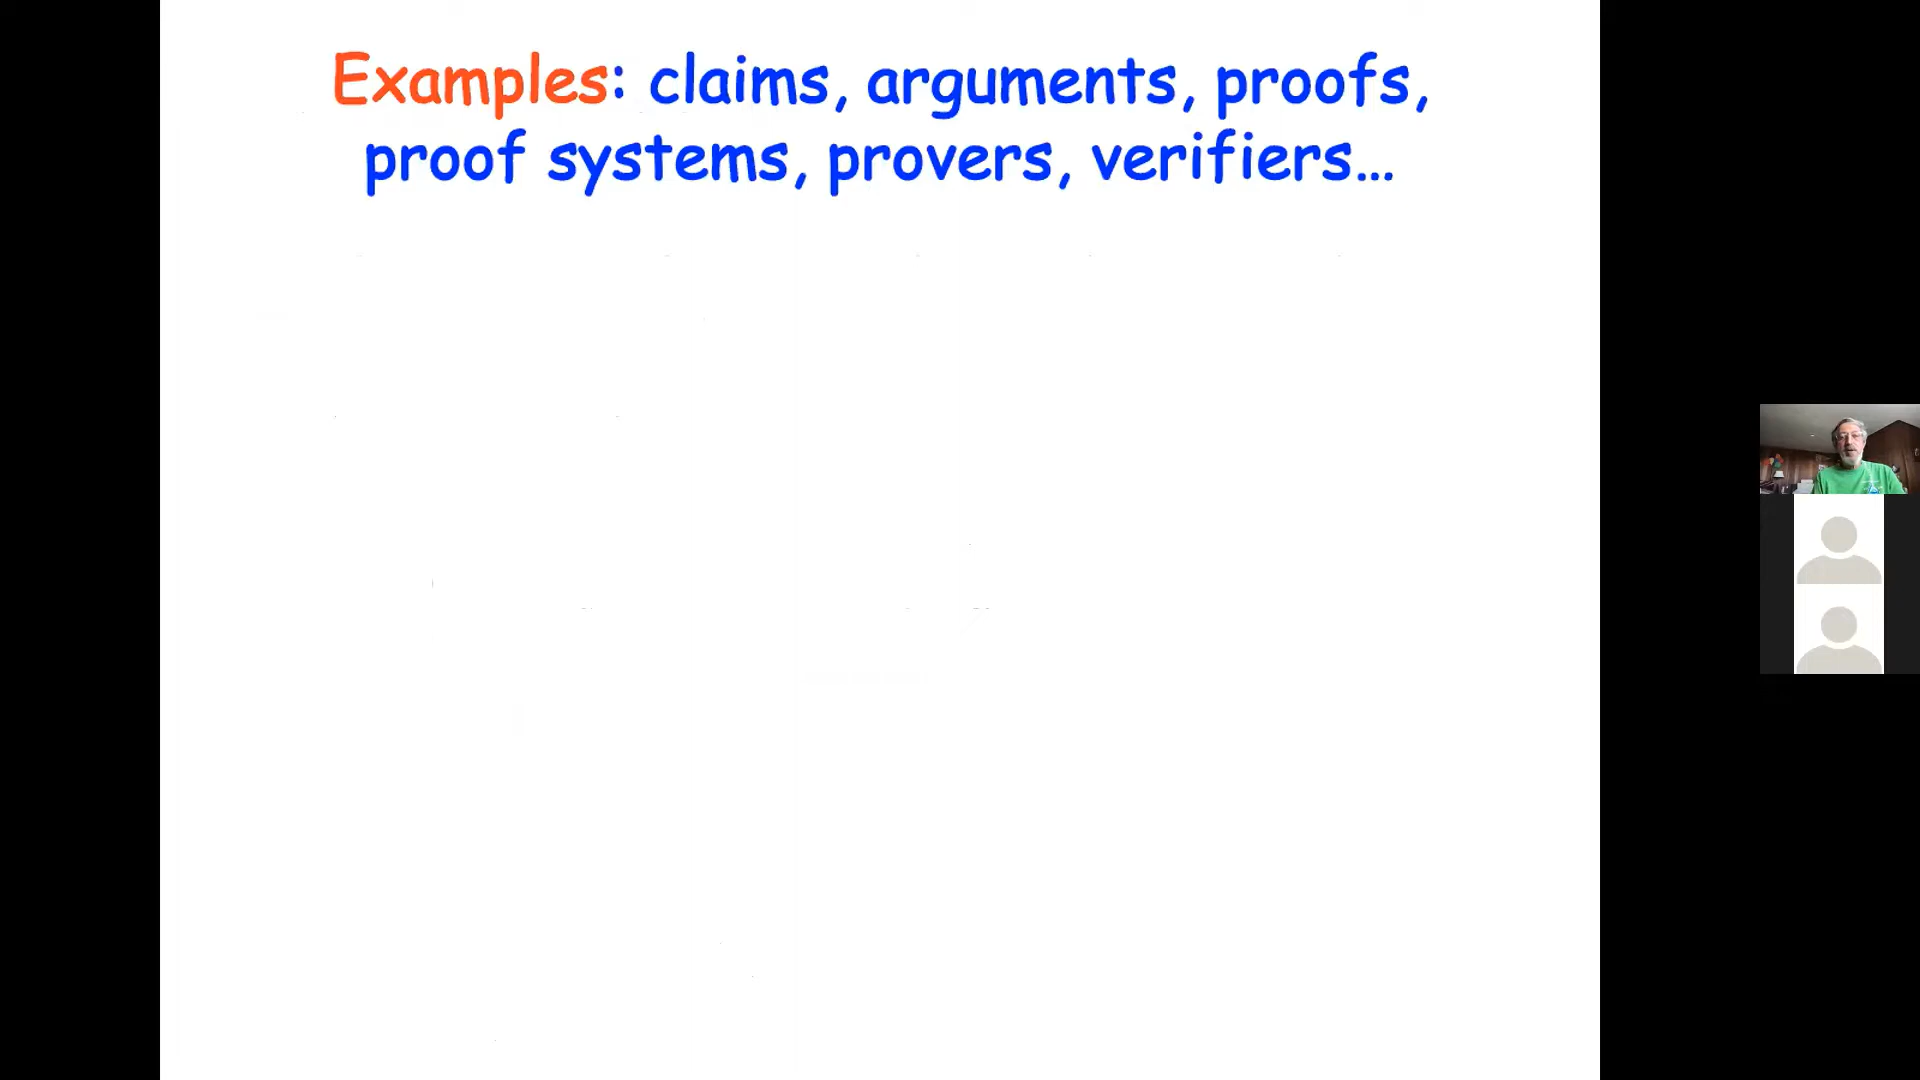 Examples: claims, arguments, proofs,
proof systems, provers, verifiers...